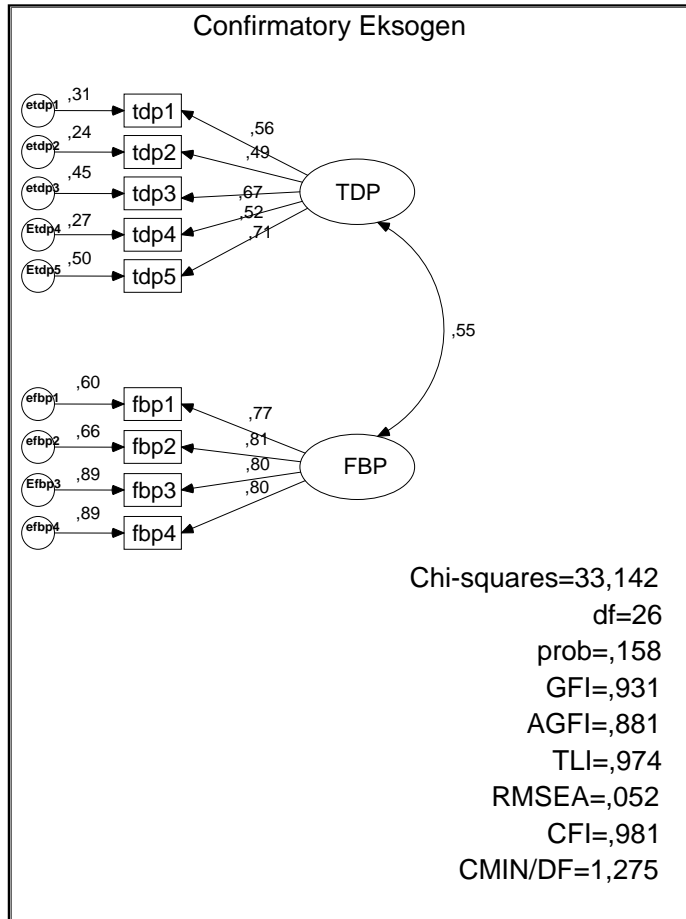 Confirmatory Eksogen
etdp1
,31
tdp1
,56
etdp2
,24
tdp2
,49
etdp3
,45
tdp3
,67
TDP
Etdp4
,27
tdp4
,52
Etdp5
,50
tdp5
,71
,55
efbp1
,60
fbp1
,77
efbp2
,66
fbp2
,81
Efbp3
,89
fbp3
,80
FBP
efbp4
,89
fbp4
,80
Chi-squares=33,142
df=26
prob=,158
GFI=,931
AGFI=,881
TLI=,974
RMSEA=,052
CFI=,981
CMIN/DF=1,275